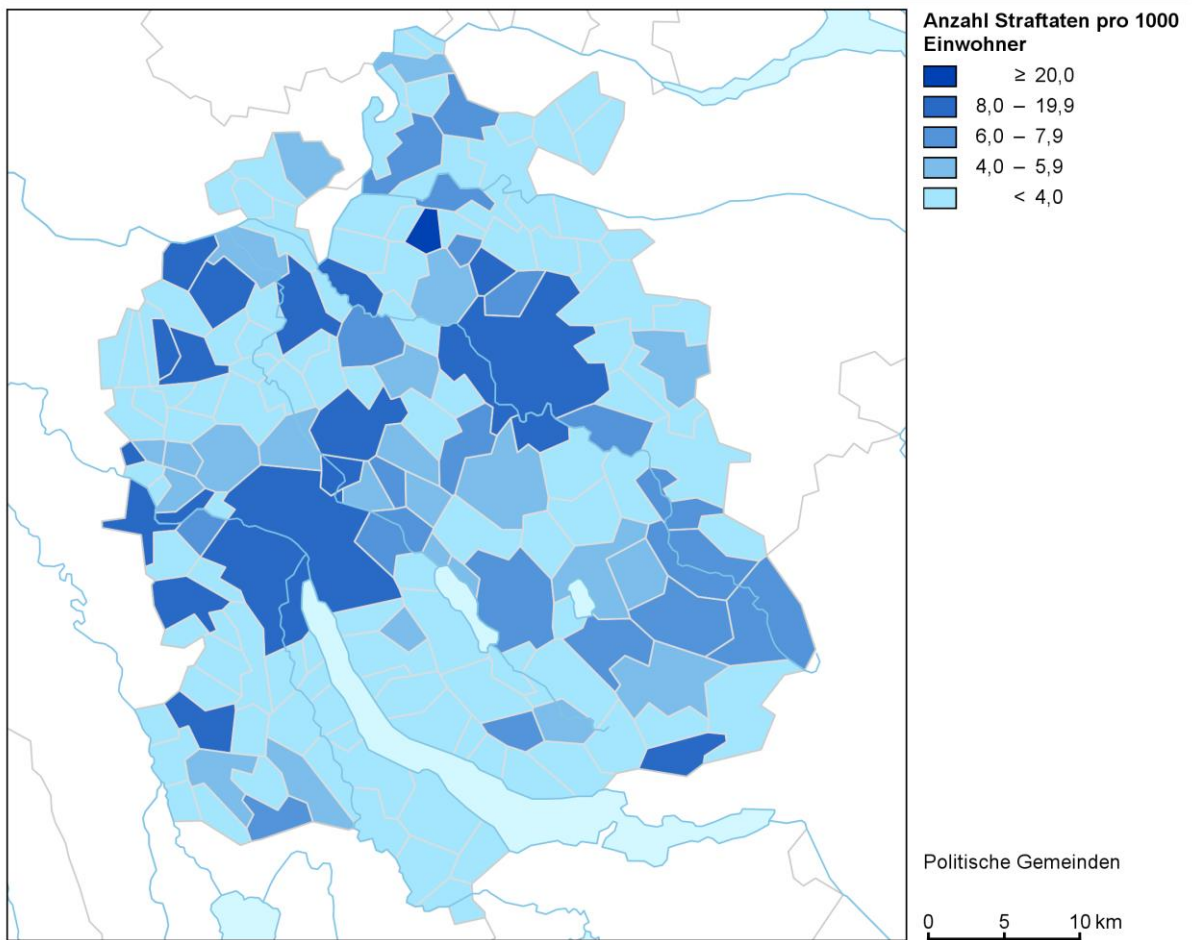 Anzahl Straftaten pro 1000
Einwohner
≥ 20,0
8,0 – 19,9
6,0 – 7,9
4,0 – 5,9
< 4,0
Politische Gemeinden
0 5 10 km